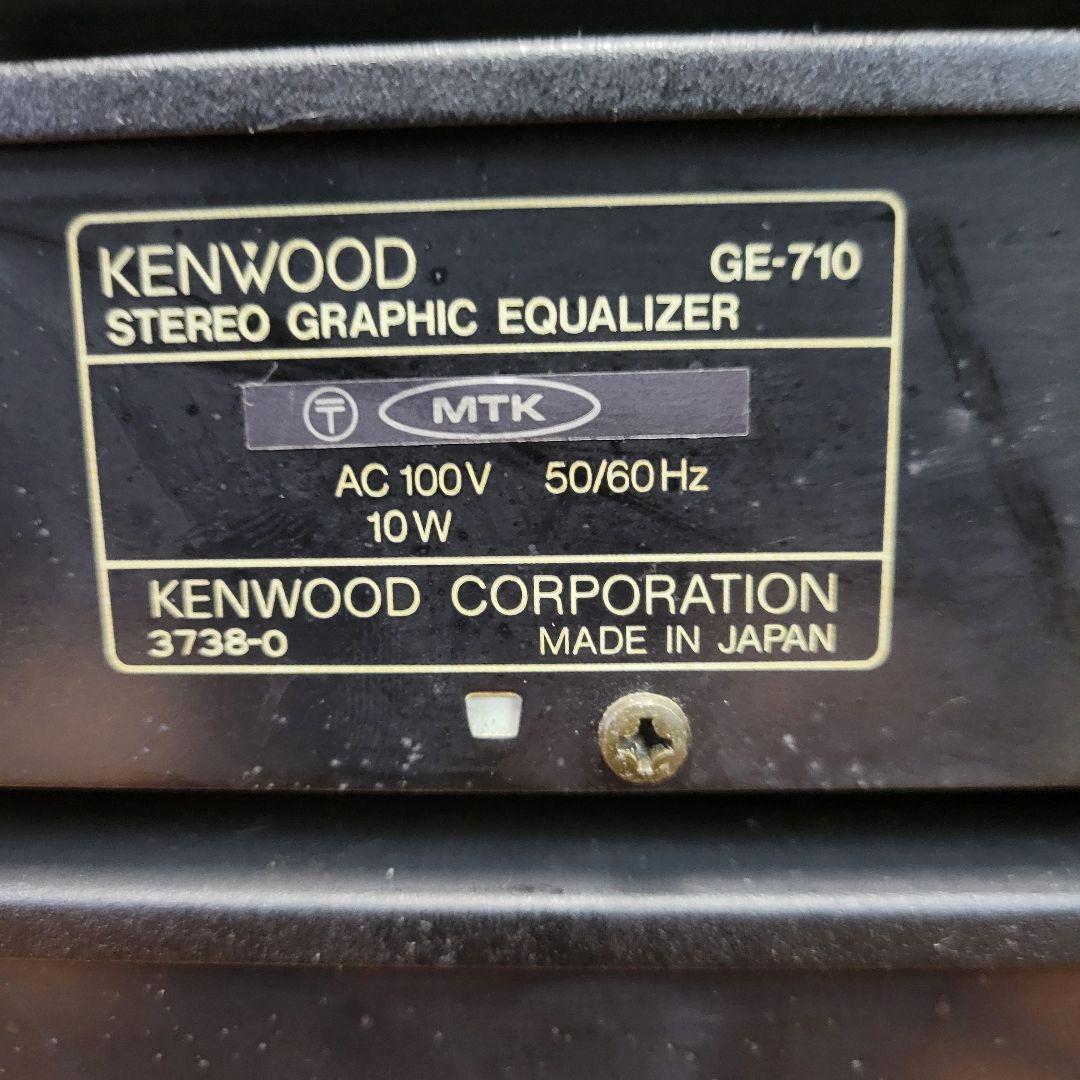 KENWOOD GE-710
STEREO GRAPHIC EQUALIZER
〶 MTK
AC 100V 50/60Hz
10W
KENWOOD CORPORATION
3738-0 MADE IN JAPAN